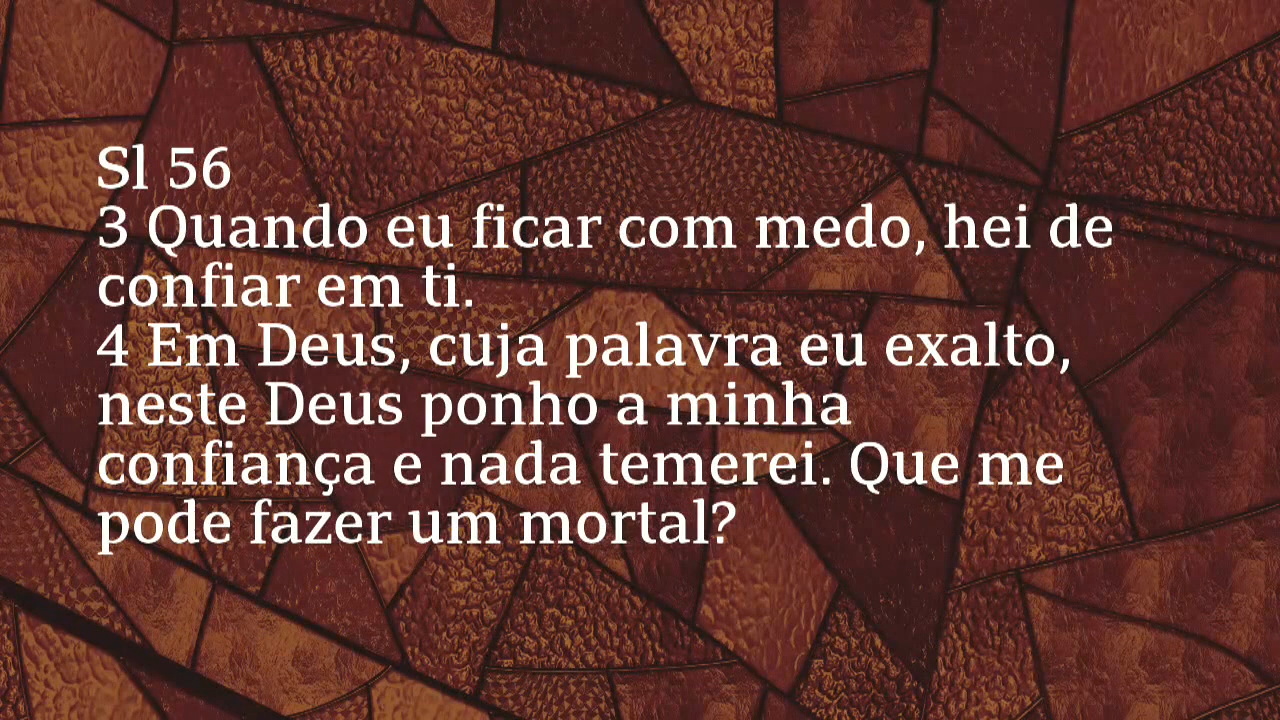 Sl 56
3 Quando eu ficar com medo, hei de
confiar em ti.
4 Em Deus, cuja palavra eu exalto,
neste Deus ponho a minha
confiança e nada temerei. Que me
pode fazer um mortal?